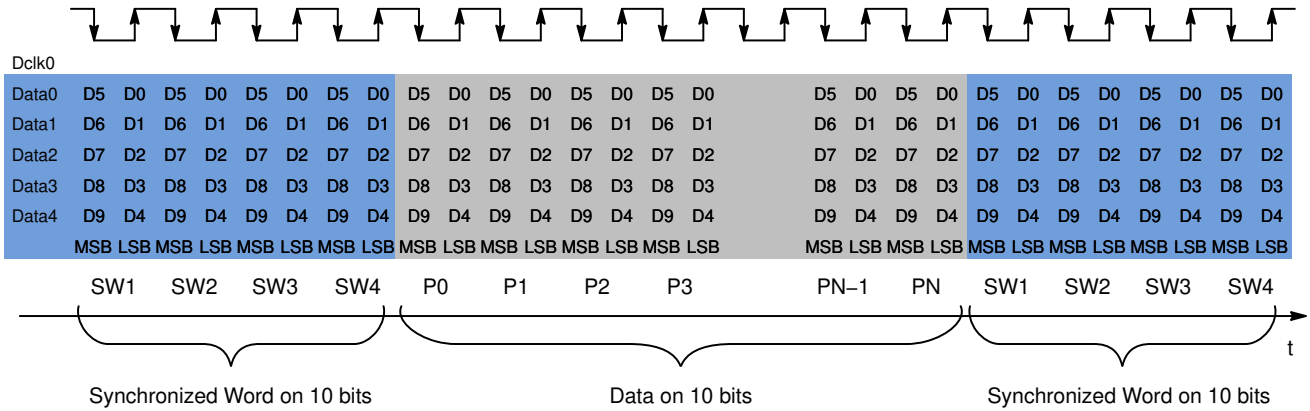 Dclk0
Data0 D5 D0 D5 D0 D5 D0 D5 D0 D5 D0 D5 D0 D5 D0 D5 D0 D5 D0 D5 D0 D5 D0 D5 D0 D5 D0 D5 D0
Data1 D6 D1 D6 D1 D6 D1 D6 D1 D6 D1 D6 D1 D6 D1 D6 D1 D6 D1 D6 D1 D6 D1 D6 D1 D6 D1 D6 D1
Data2 D7 D2 D7 D2 D7 D2 D7 D2 D7 D2 D7 D2 D7 D2 D7 D2 D7 D2 D7 D2 D7 D2 D7 D2 D7 D2 D7 D2
Data3 D8 D3 D8 D3 D8 D3 D8 D3 D8 D3 D8 D3 D8 D3 D8 D3 D8 D3 D8 D3 D8 D3 D8 D3 D8 D3 D8 D3
Data4 D9 D4 D9 D4 D9 D4 D9 D4 D9 D4 D9 D4 D9 D4 D9 D4 D9 D4 D9 D4 D9 D4 D9 D4 D9 D4 D9 D4
MSB LSB MSB LSB MSB LSB MSB LSB MSB LSB MSB LSB MSB LSB MSB LSB MSB LSB MSB LSB MSB LSB MSB LSB MSB LSB MSB LSB
SW1 SW2 SW3 SW4 P0 P1 P2 P3 PN−1 PN SW1 SW2 SW3 SW4
t
Synchronized Word on 10 bits Data on 10 bits Synchronized Word on 10 bits